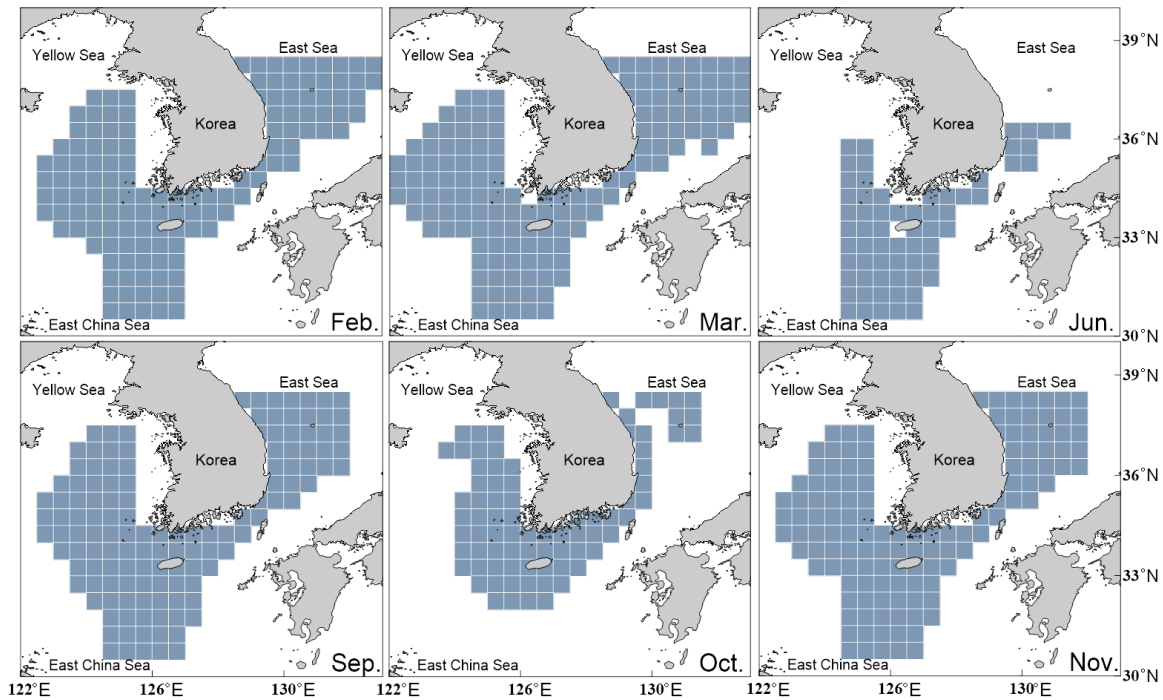 East Sea East Sea East Sea
39°N
Yellow Sea Yellow Sea Yellow Sea
Korea Korea Korea
36°N
33°N
East China Sea Feb. East China Sea Mar. East China Sea Jun.
30°N
East Sea East Sea East Sea
39°N
Yellow Sea Yellow Sea Yellow Sea
Korea Korea Korea
36°N
33°N
East China Sea Sep. East China Sea Oct. East China Sea Nov.
30°N
122°E 126°E 130°E 122°E 126°E 130°E 122°E 126°E 130°E